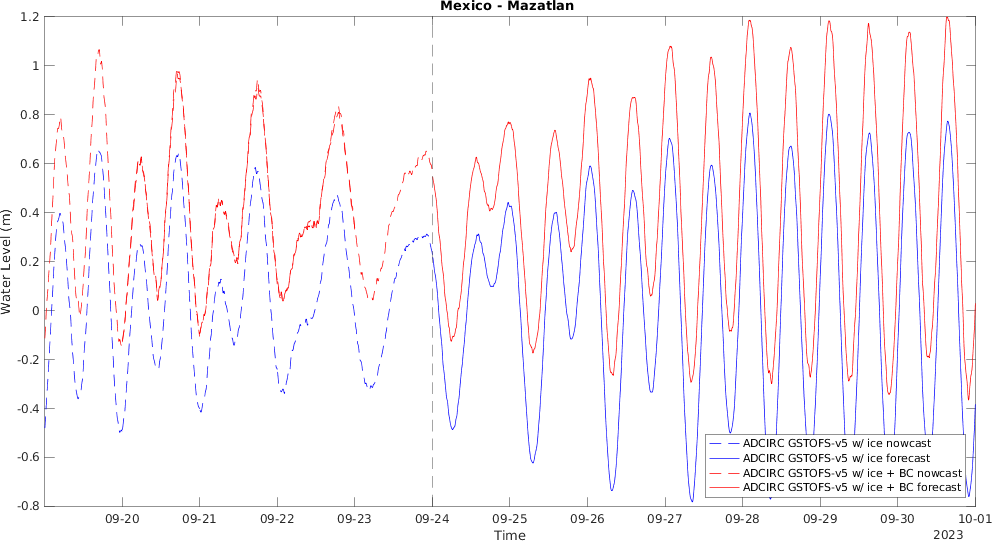 Mexico - Mazatlan
Water Level (m)
1.2
1
0.8
0.6
0.4
0.2
0
-0.2
-0.4
-0.6
-0.8
ADCIRC GSTOFS-v5 w/ ice nowcast
ADCIRC GSTOFS-v5 w/ ice forecast
ADCIRC GSTOFS-v5 w/ ice + BC nowcast
ADCIRC GSTOFS-v5 w/ ice + BC forecast
09-20 09-21 09-22 09-23 09-24 09-25 09-26 09-27 09-28 09-29 09-30 10-01
Time
2023